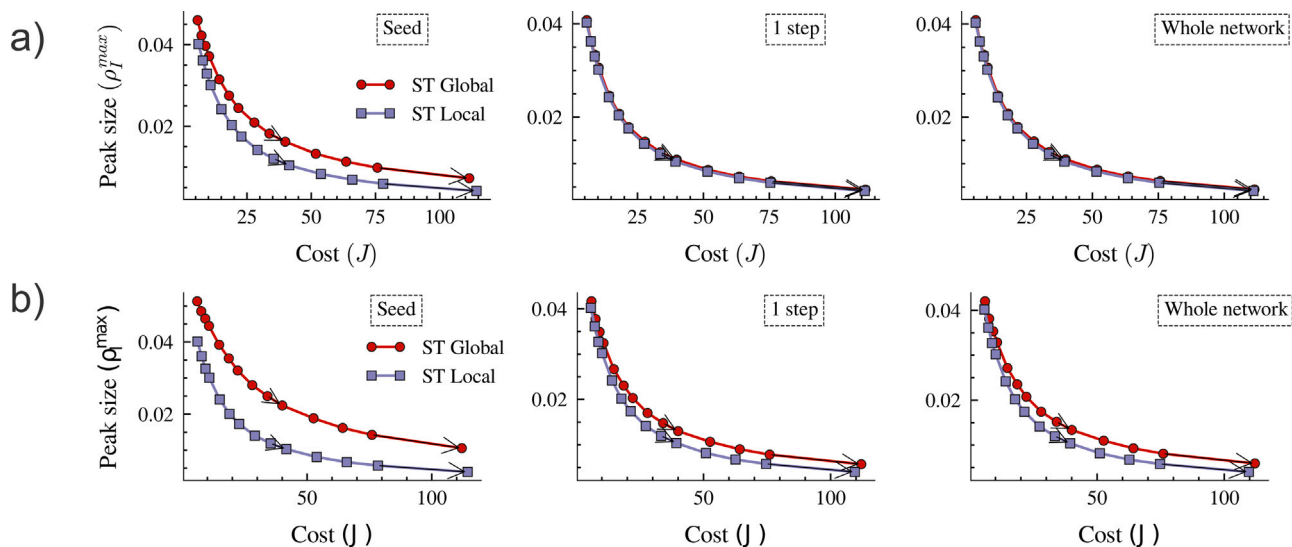 a)
Seed
1 step
Whole network
Peak size (ρ_I^{max})
0.04
0.02
ST Global
ST Local
0.04
0.02
0.04
0.02
25 50 75 100
25 50 75 100
25 50 75 100
Cost (J)
Cost (J)
Cost (J)
b)
Seed
1 step
Whole network
Peak size (ρ_I^{max})
0.04
0.02
ST Global
ST Local
0.04
0.02
0.04
0.02
50 100
50 100
50 100
Cost (J)
Cost (J)
Cost (J)